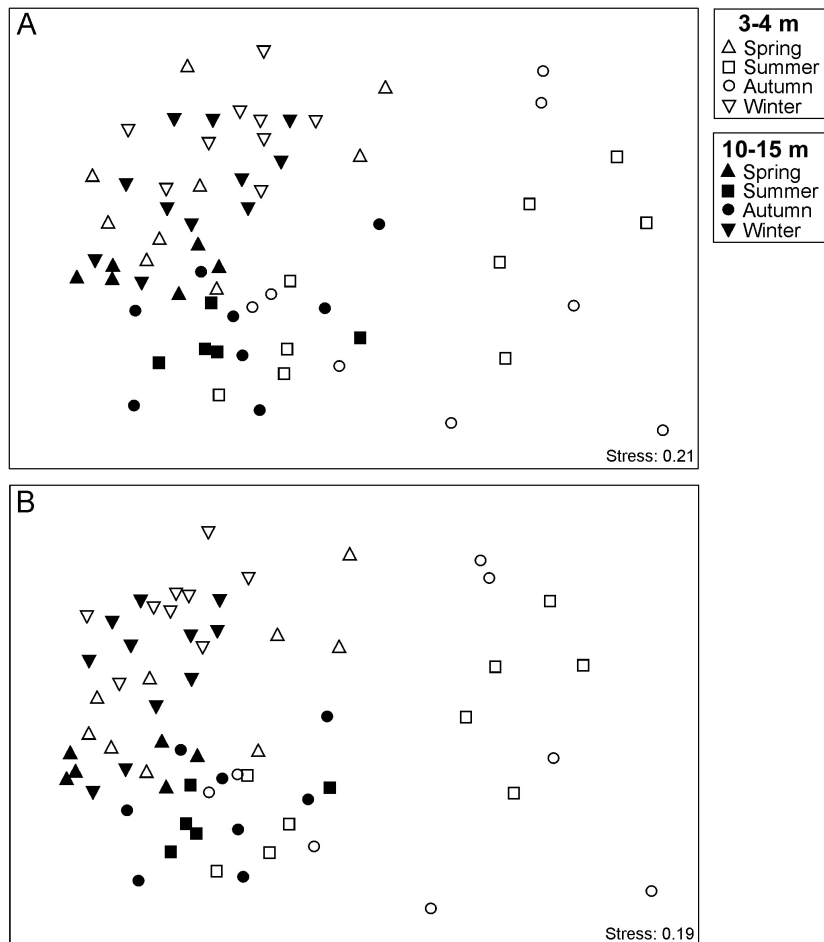 A
3-4 m
Spring
Summer
Autumn
Winter
10-15 m
Spring
Summer
Autumn
Winter
Stress: 0.21
B
Stress: 0.19